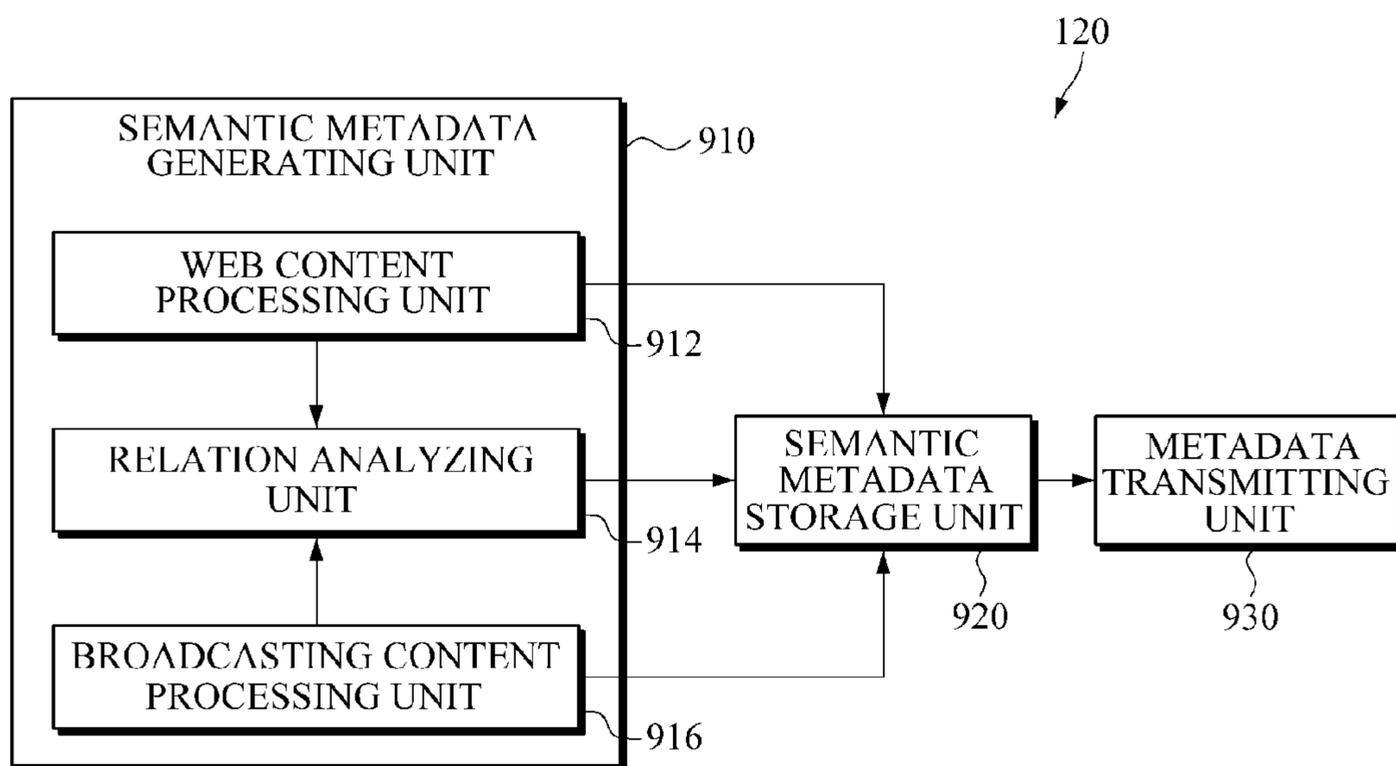 120
SEMANTIC METADATA
GENERATING UNIT
910
WEB CONTENT
PROCESSING UNIT
912
RELATION ANALYZING
UNIT
914
BROADCASTING CONTENT
PROCESSING UNIT
916
SEMANTIC
METADATA
STORAGE UNIT
920
METADATA
TRANSMITTING
UNIT
930